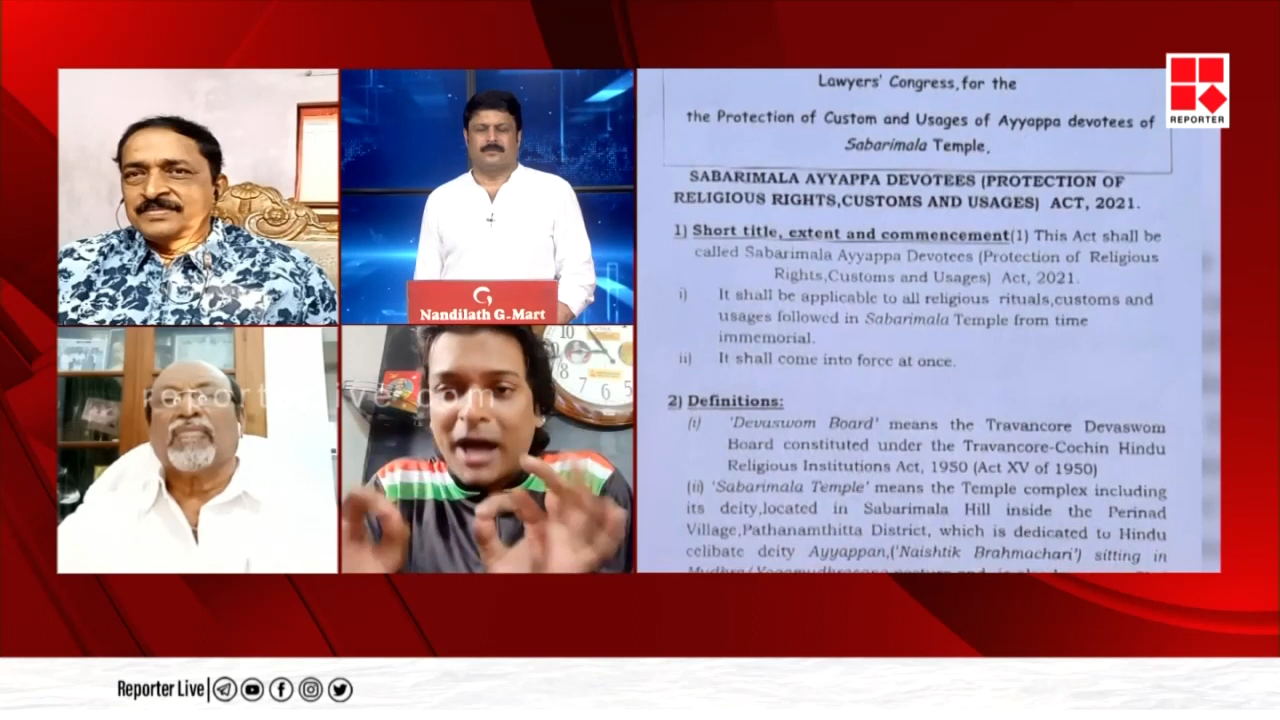 REPORTER
Lawyers' Congress,for the
the Protection of Custom and Usages of Ayyappa devotees of
Sabarimala Temple.
SABARIMALA AYYAPPA DEVOTEES (PROTECTION OF
RELIGIOUS RIGHTS,CUSTOMS AND USAGES) ACT, 2021.
1) Short title, extent and commencement(1) This Act shall be
called Sabarimala Ayyappa Devotees (Protection of Religious
Rights,Customs and Usages) Act, 2021.
i) It shall be applicable to all religious rituals,customs and
usages followed in Sabarimala Temple from time
immemorial.
ii) It shall come into force at once.
2) Definitions:
(i) 'Devaswom Board' means the Travancore Devaswom
Board constituted under the Travancore-Cochin Hindu
Religious Institutions Act, 1950 (Act XV of 1950)
(ii) 'Sabarimala Temple' means the Temple complex including
its deity,located in Sabarimala Hill inside the Perinad
Village,Pathanamthitta District, which is dedicated to Hindu
celibate deity Ayyappan,('Naishtik Brahmachari') sitting in
Nandilath G-Mart
Reporter Live